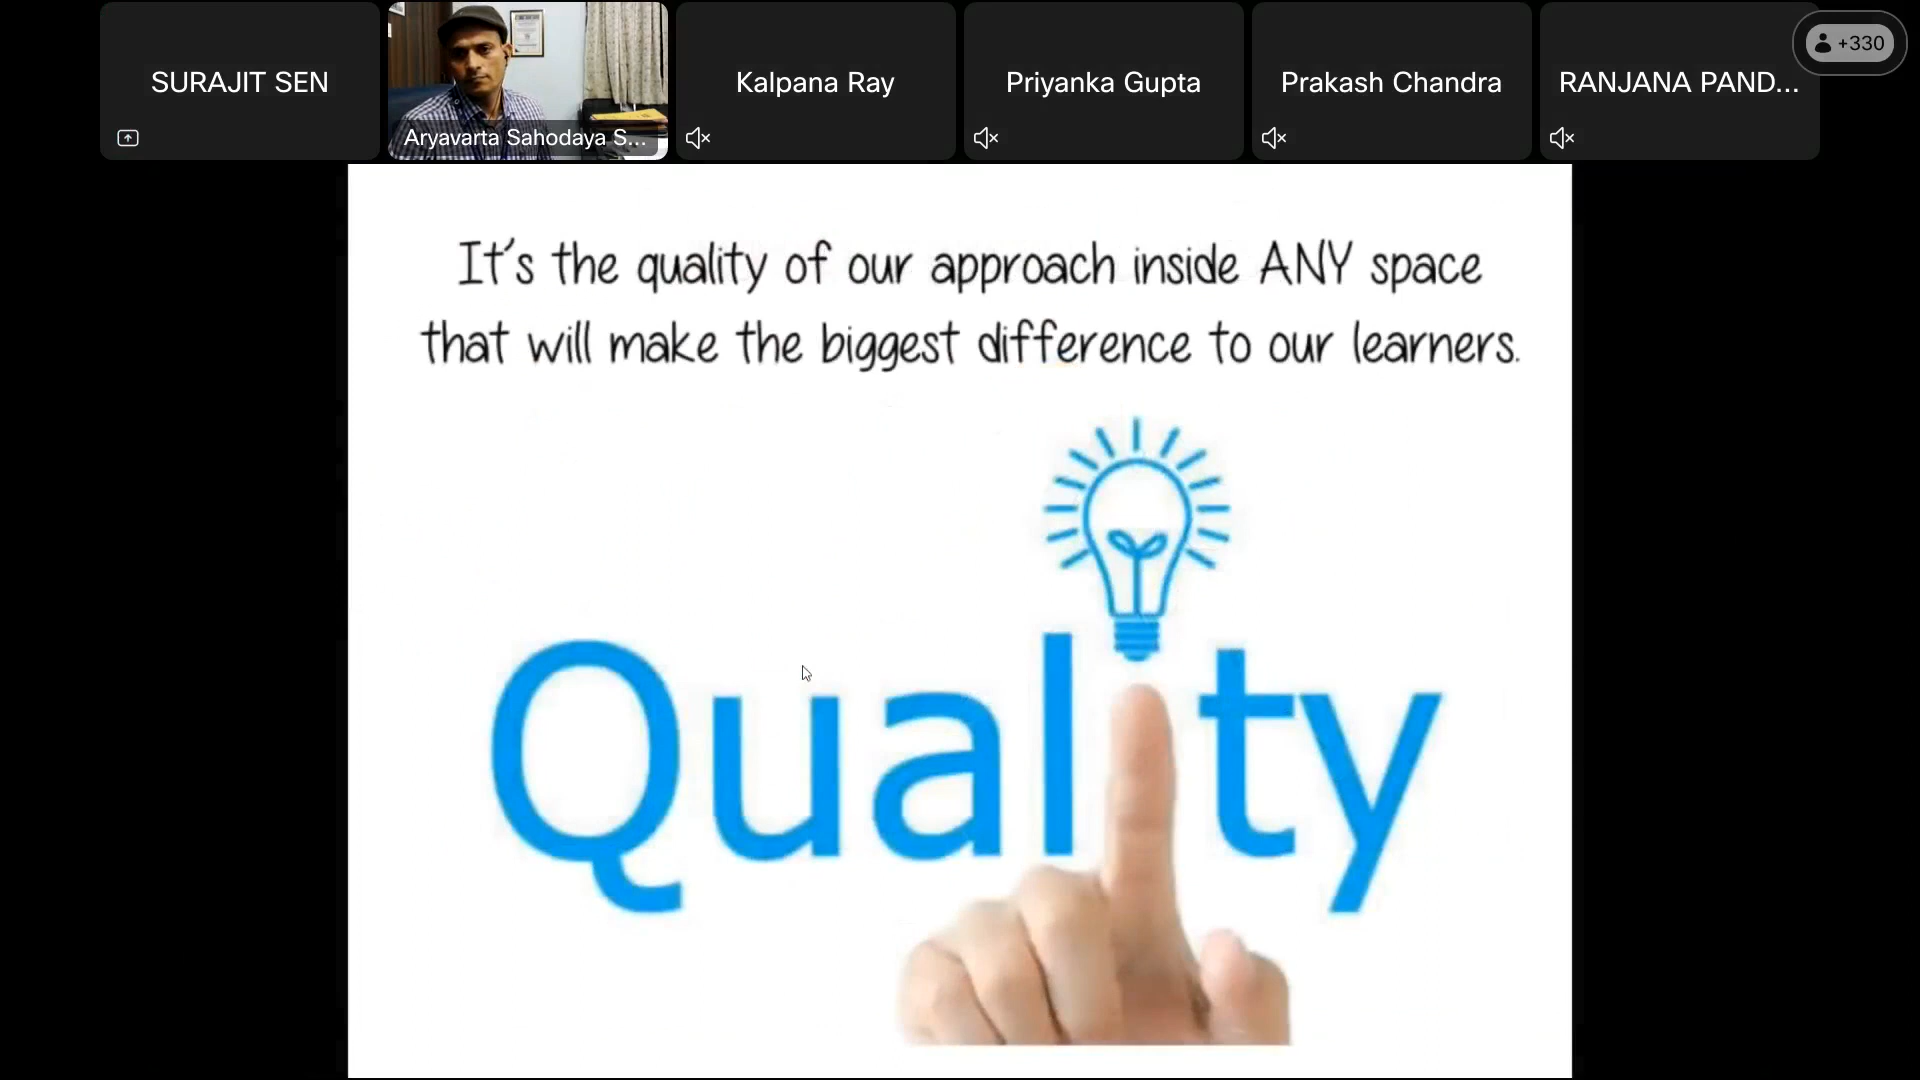 SURAJIT SEN
Aryavarta Sahodaya S...
Kalpana Ray
Priyanka Gupta
Prakash Chandra
RANJANA PAND...
+330
It's the quality of our approach inside ANY space
that will make the biggest difference to our learners.
Quality